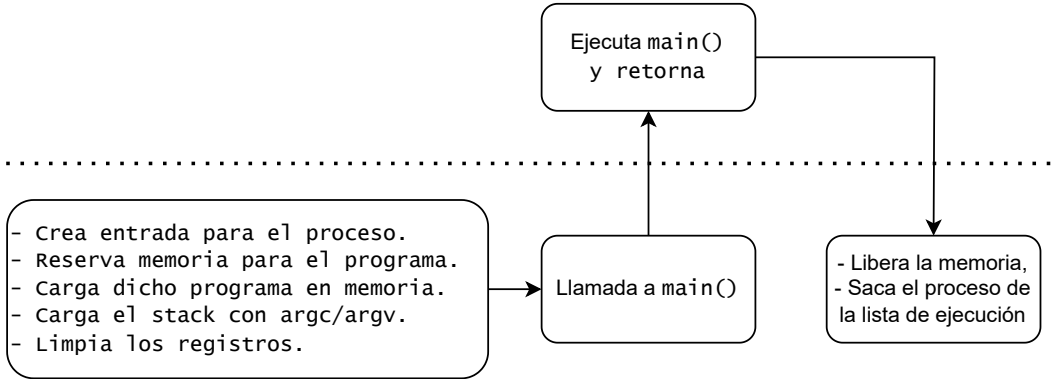 Ejecuta main()
y retorna
- Crea entrada para el proceso.
- Reserva memoria para el programa.
- Carga dicho programa en memoria.
- Carga el stack con argc/argv.
- Limpia los registros.
Llamada a main()
- Libera la memoria,
- Saca el proceso de
la lista de ejecución